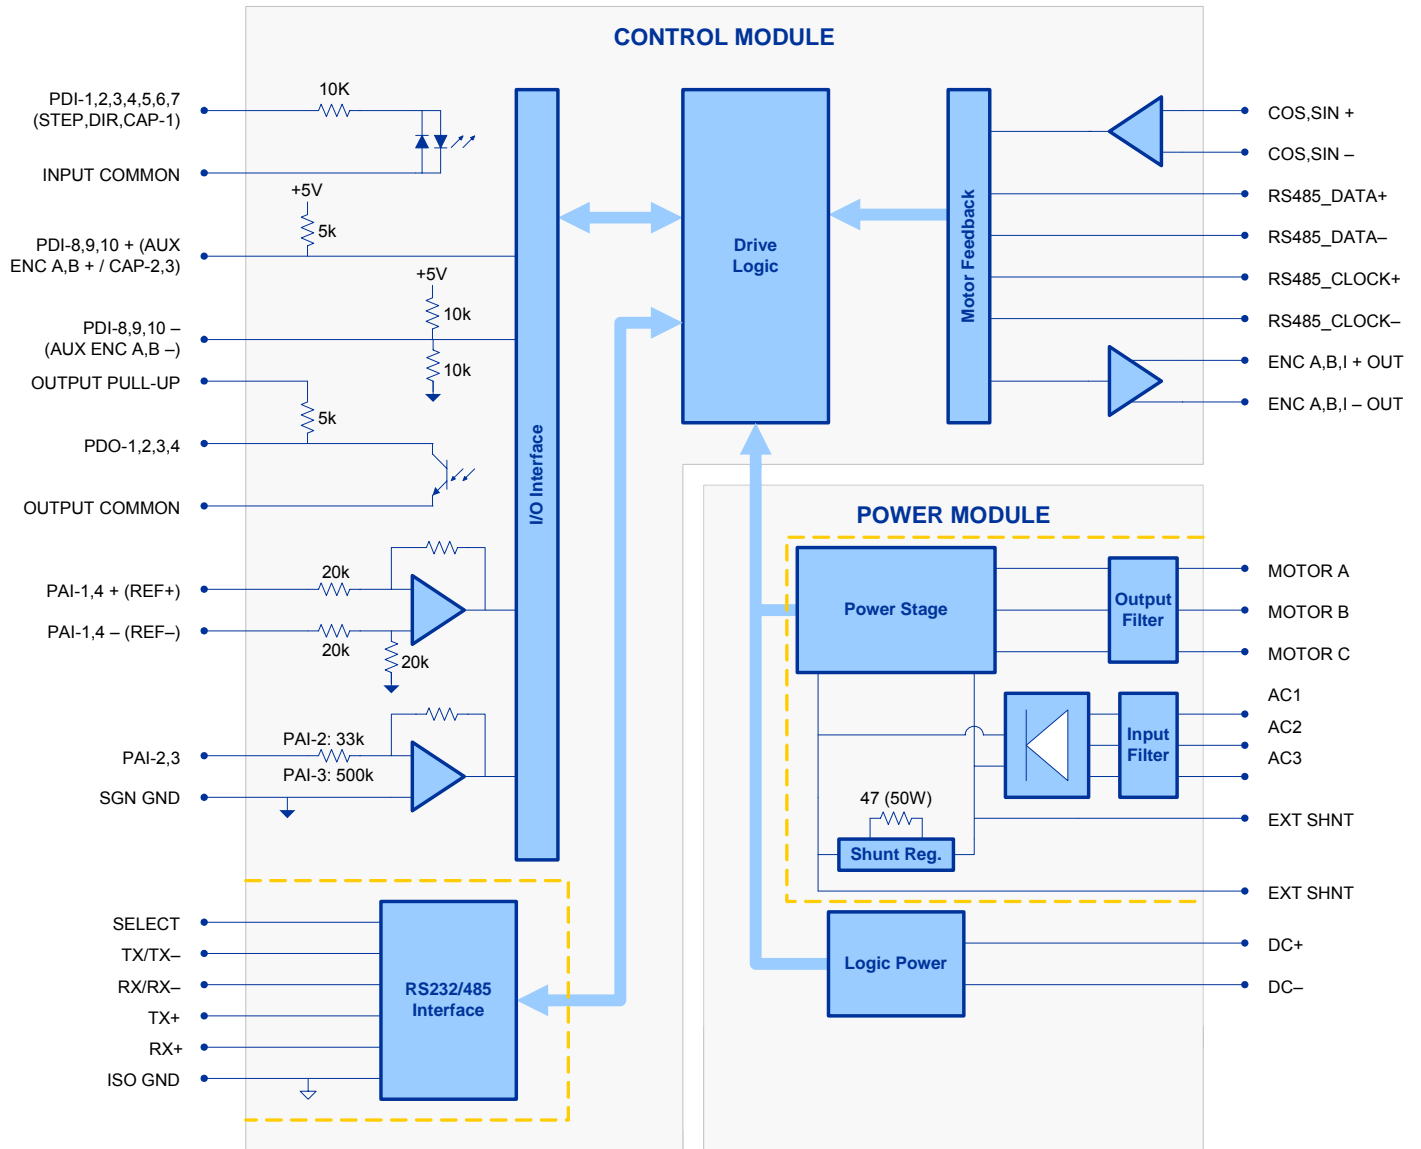 CONTROL MODULE
PDI-1,2,3,4,5,6,7
(STEP,DIR,CAP-1)
10K
INPUT COMMON
+5V
5k
PDI-8,9,10 + (AUX
ENC A,B + / CAP-2,3)
+5V
10k
PDI-8,9,10 –
(AUX ENC A,B –)
10k
OUTPUT PULL-UP
5k
PDO-1,2,3,4
OUTPUT COMMON
PAI-1,4 + (REF+)
20k
PAI-1,4 – (REF–)
20k
20k
PAI-2: 33k
PAI-2,3
PAI-3: 500k
SGN GND
I/O Interface
Drive
Logic
Motor Feedback
COS,SIN +
COS,SIN –
RS485_DATA+
RS485_DATA–
RS485_CLOCK+
RS485_CLOCK–
ENC A,B,I + OUT
ENC A,B,I – OUT
SELECT
TX/TX–
RX/RX–
TX+
RX+
ISO GND
RS232/485
Interface
POWER MODULE
Power Stage
Output
Filter
MOTOR A
MOTOR B
MOTOR C
Input
Filter
AC1
AC2
AC3
47 (50W)
Shunt Reg.
EXT SHNT
EXT SHNT
Logic Power
DC+
DC–